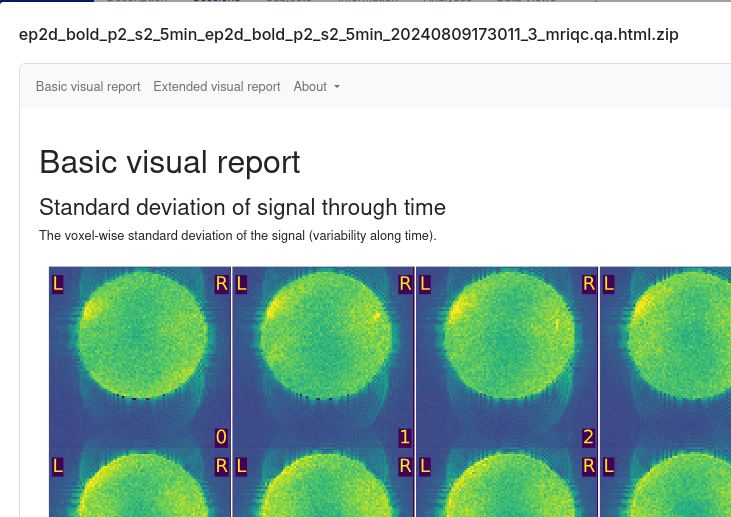 ep2d_bold_p2_s2_5min_ep2d_bold_p2_s2_5min_20240809173011_3_mriqc.qa.html.zip
Basic visual report Extended visual report About
Basic visual report
Standard deviation of signal through time
The voxel-wise standard deviation of the signal (variability along time).
L R L R L R L
0 1 2
L R L R L R L